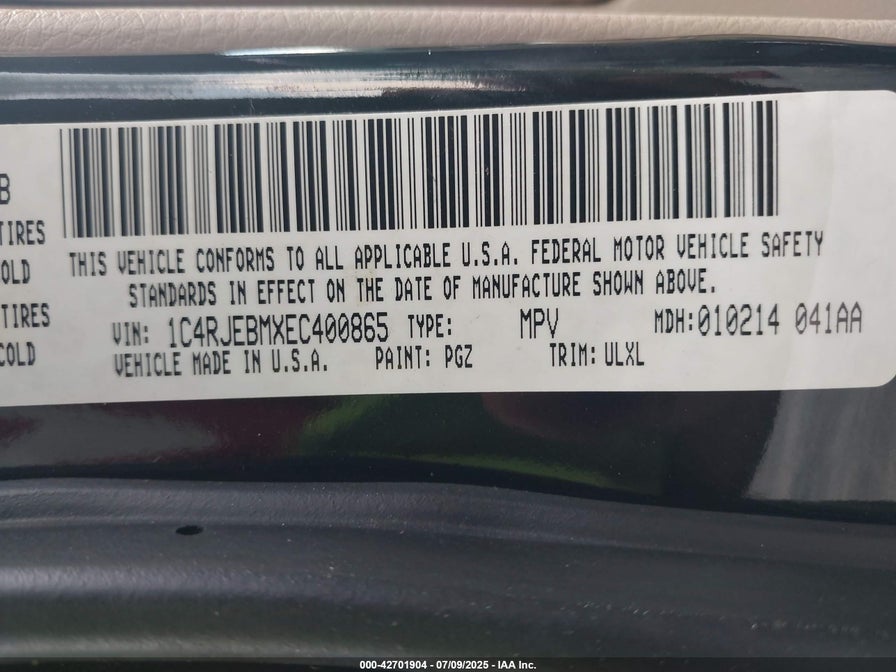 B
TIRES
COLD
TIRES
COLD
THIS VEHICLE CONFORMS TO ALL APPLICABLE U.S.A. FEDERAL MOTOR VEHICLE SAFETY
STANDARDS IN EFFECT ON THE DATE OF MANUFACTURE SHOWN ABOVE.
VIN: 1C4RJEBMXEC400865 TYPE: MPV MDH:010214 041AA
VEHICLE MADE IN U.S.A. PAINT: PGZ TRIM: ULXL
000-42701904 - 07/09/2025 - IAA Inc.